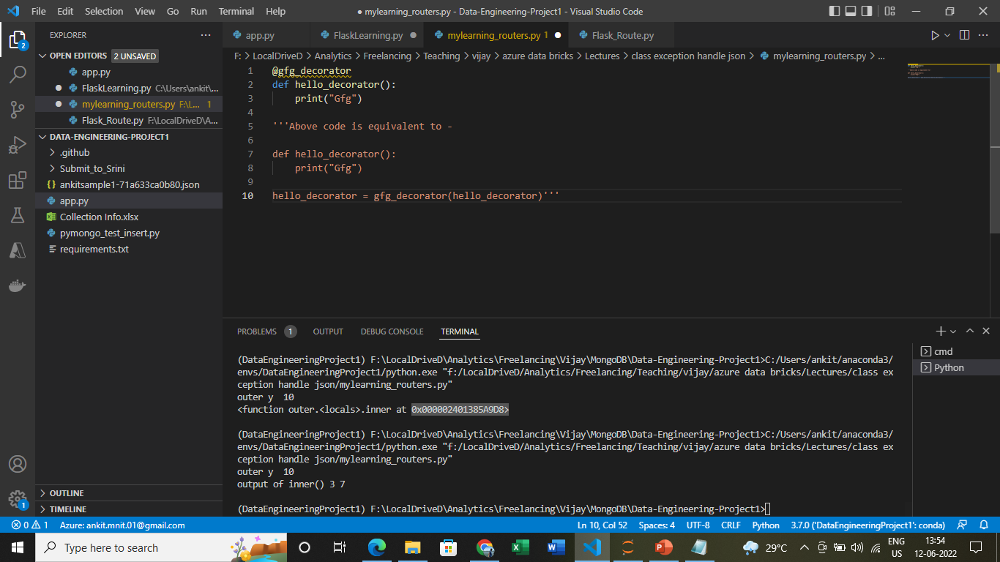 File Edit Selection View Go Run Terminal Help
● mylearning_routers.py - Data-Engineering-Project1 - Visual Studio Code
EXPLORER ...
OPEN EDITORS 2 UNSAVED
app.py
FlaskLearning.py C:\Users\ankit\...
mylearning_routers.py F:\L... 1
Flask_Route.py F:\LocalDriveD\A...
DATA-ENGINEERING-PROJECT1
.github
Submit_to_Srini
{} ankitsample1-71a633ca0b80.json
app.py
Collection Info.xlsx
pymongo_test_insert.py
requirements.txt
OUTLINE
TIMELINE
2
1
app.py FlaskLearning.py ● mylearning_routers.py 1 ● Flask_Route.py
F: > LocalDriveD > Analytics > Freelancing > Teaching > vijay > azure data bricks > Lectures > class exception handle json > mylearning_routers.py > ...
1 @gfg_decorator
2 def hello_decorator():
3     print("Gfg")
4
5 '''Above code is equivalent to -
6
7 def hello_decorator():
8     print("Gfg")
9
10 hello_decorator = gfg_decorator(hello_decorator)'''
PROBLEMS 1 OUTPUT DEBUG CONSOLE TERMINAL
(DataEngineeringProject1) F:\LocalDriveD\Analytics\Freelancing\Vijay\MongoDB\Data-Engineering-Project1>C:/Users/ankit/anaconda3/
envs/DataEngineeringProject1/python.exe "f:/LocalDriveD/Analytics/Freelancing/Teaching/vijay/azure data bricks/Lectures/class ex
ception handle json/mylearning_routers.py"
outer y  10
<function outer.<locals>.inner at 0x000002401385A9D8>
(DataEngineeringProject1) F:\LocalDriveD\Analytics\Freelancing\Vijay\MongoDB\Data-Engineering-Project1>C:/Users/ankit/anaconda3/
envs/DataEngineeringProject1/python.exe "f:/LocalDriveD/Analytics/Freelancing/Teaching/vijay/azure data bricks/Lectures/class ex
ception handle json/mylearning_routers.py"
outer y  10
output of inner() 3 7
(DataEngineeringProject1) F:\LocalDriveD\Analytics\Freelancing\Vijay\MongoDB\Data-Engineering-Project1>
cmd
Python
0 1 Azure: ankit.mnit.01@gmail.com
Ln 10, Col 52 Spaces: 4 UTF-8 CRLF Python 3.7.0 ('DataEngineeringProject1': conda)
Type here to search
29°C
ENG
US
13:54
12-06-2022